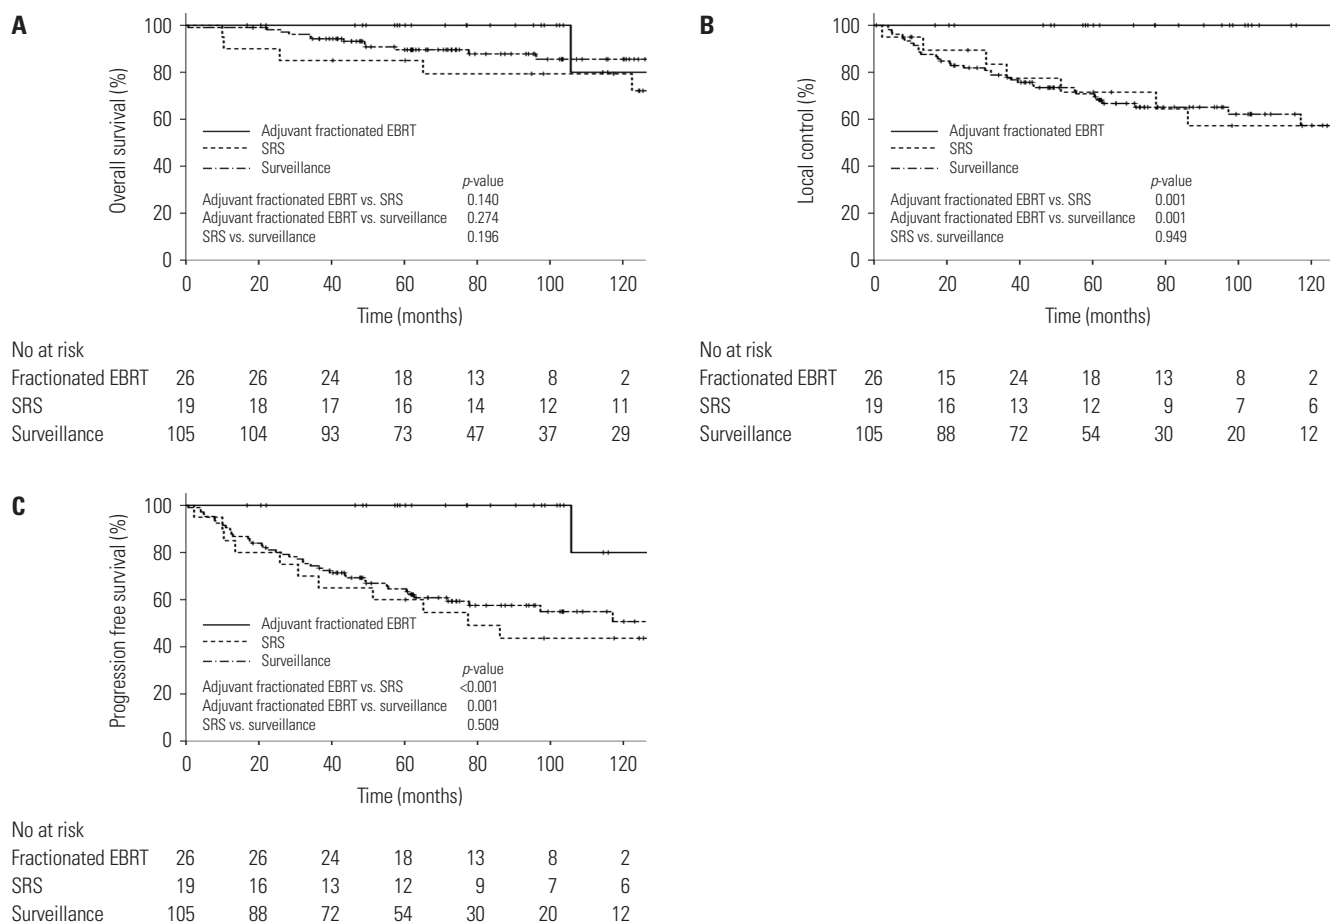 A
Overall survival (%)
100
80
60
40
20
0
Adjuvant fractionated EBRT
SRS
Surveillance
p-value
Adjuvant fractionated EBRT vs. SRS 0.140
Adjuvant fractionated EBRT vs. surveillance 0.274
SRS vs. surveillance 0.196
0 20 40 60 80 100 120
Time (months)
No at risk
Fractionated EBRT 26 26 24 18 13 8 2
SRS 19 18 17 16 14 12 11
Surveillance 105 104 93 73 47 37 29
B
Local control (%)
100
80
60
40
20
0
Adjuvant fractionated EBRT
SRS
Surveillance
p-value
Adjuvant fractionated EBRT vs. SRS 0.001
Adjuvant fractionated EBRT vs. surveillance 0.001
SRS vs. surveillance 0.949
0 20 40 60 80 100 120
Time (months)
No at risk
Fractionated EBRT 26 15 24 18 13 8 2
SRS 19 16 13 12 9 7 6
Surveillance 105 88 72 54 30 20 12
C
Progression free survival (%)
100
80
60
40
20
0
Adjuvant fractionated EBRT
SRS
Surveillance
p-value
Adjuvant fractionated EBRT vs. SRS <0.001
Adjuvant fractionated EBRT vs. surveillance 0.001
SRS vs. surveillance 0.509
0 20 40 60 80 100 120
Time (months)
No at risk
Fractionated EBRT 26 26 24 18 13 8 2
SRS 19 16 13 12 9 7 6
Surveillance 105 88 72 54 30 20 12